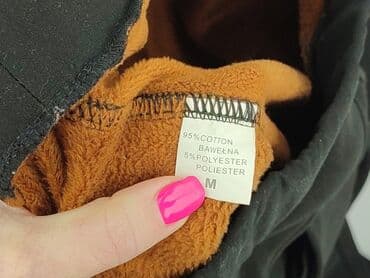 95%COTTON
BAWEŁNA
5%POLYESTER
POLIESTER
M